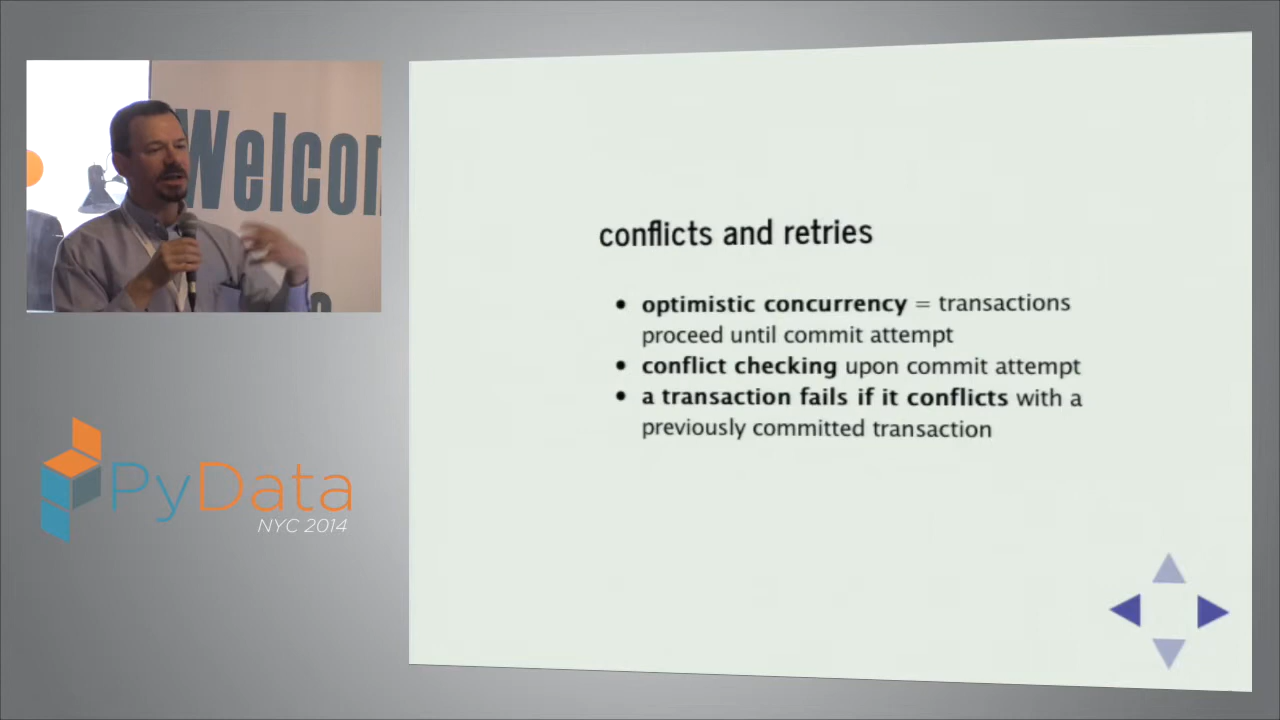 Welcom
conflicts and retries
• optimistic concurrency = transactions
proceed until commit attempt
• conflict checking upon commit attempt
• a transaction fails if it conflicts with a
previously committed transaction
PyData
NYC 2014